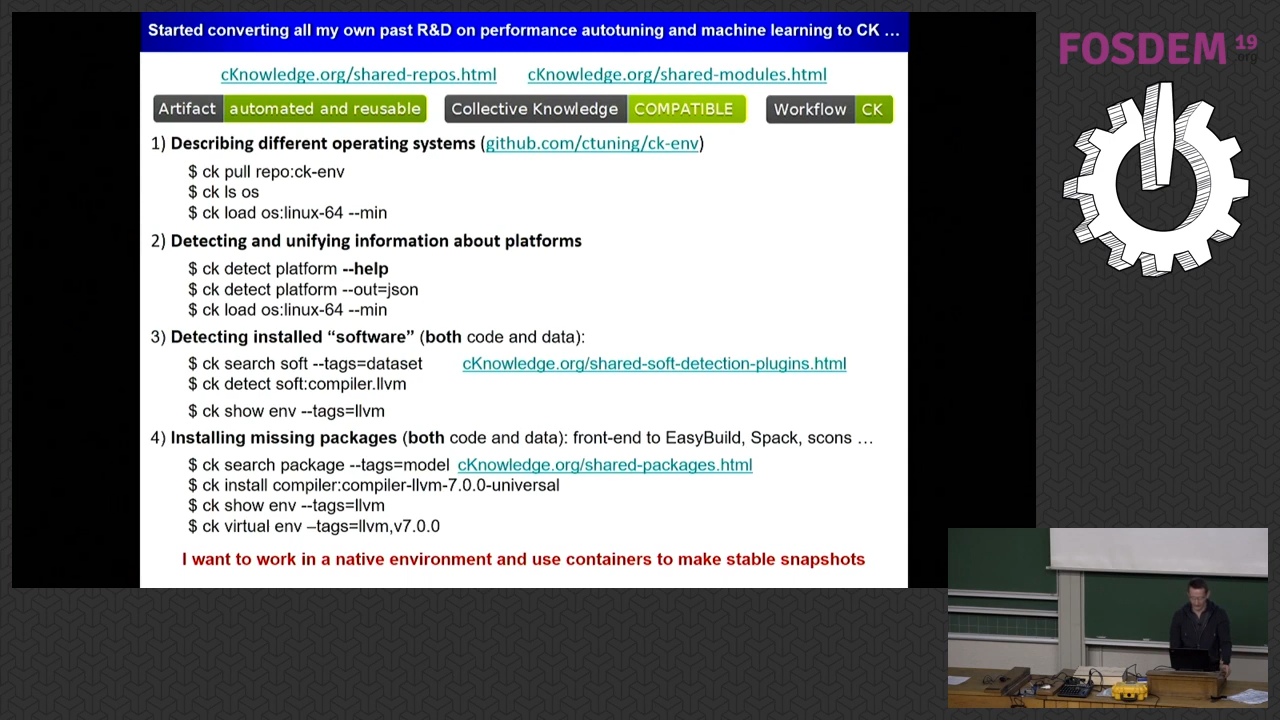 Started converting all my own past R&D on performance autotuning and machine learning to CK …
cKnowledge.org/shared-repos.html cKnowledge.org/shared-modules.html
Artifact automated and reusable Collective Knowledge COMPATIBLE Workflow CK
1) Describing different operating systems (github.com/ctuning/ck-env)
$ ck pull repo:ck-env
$ ck ls os
$ ck load os:linux-64 --min
2) Detecting and unifying information about platforms
$ ck detect platform --help
$ ck detect platform --out=json
$ ck load os:linux-64 --min
3) Detecting installed “software” (both code and data):
$ ck search soft --tags=dataset cKnowledge.org/shared-soft-detection-plugins.html
$ ck detect soft:compiler.llvm
$ ck show env --tags=llvm
4) Installing missing packages (both code and data): front-end to EasyBuild, Spack, scons …
$ ck search package --tags=model cKnowledge.org/shared-packages.html
$ ck install compiler:compiler-llvm-7.0.0-universal
$ ck show env --tags=llvm
$ ck virtual env –tags=llvm,v7.0.0
I want to work in a native environment and use containers to make stable snapshots
FOSDEM 19
.org